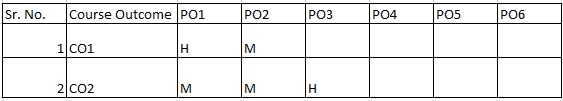 Sr. No. Course Outcome PO1 PO2 PO3 PO4 PO5 PO6
1 CO1 H M
2 CO2 M M H